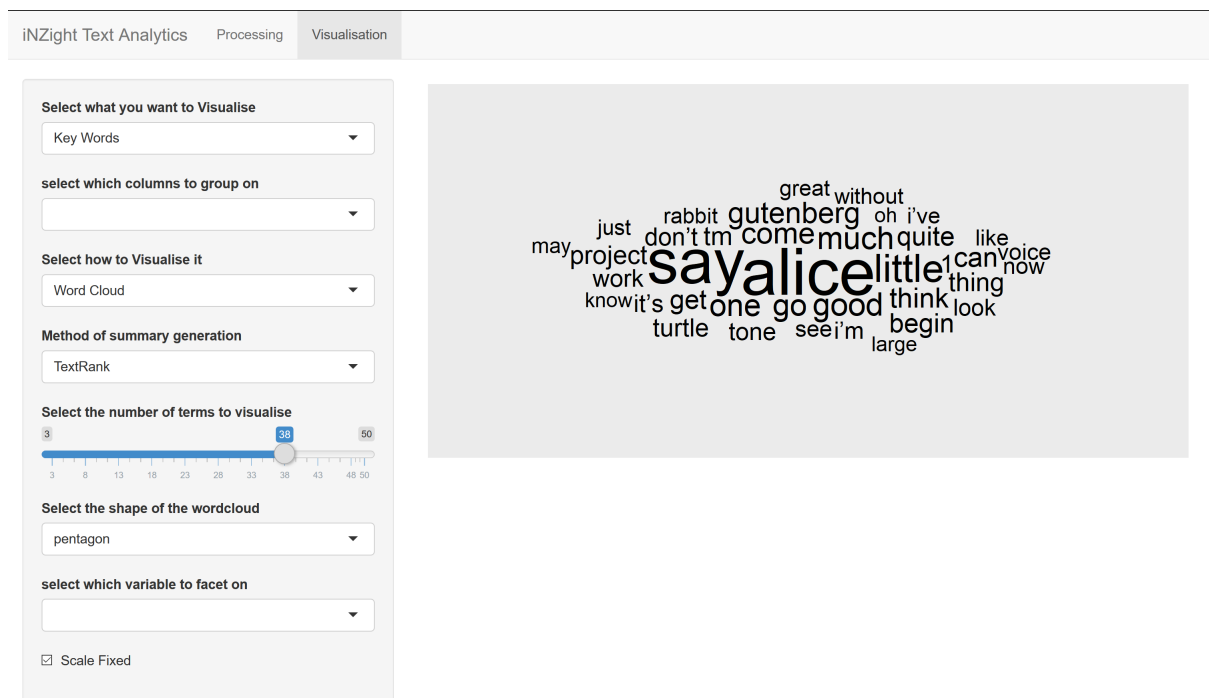 iNZight Text Analytics Processing Visualisation
Select what you want to Visualise
Key Words
select which columns to group on
Select how to Visualise it
Word Cloud
Method of summary generation
TextRank
Select the number of terms to visualise
3 38 50
3 8 13 18 23 28 33 38 43 48 50
Select the shape of the wordcloud
pentagon
select which variable to facet on
Scale Fixed
great without
rabbit gutenberg oh i've
just don't tm come much quite like
may project say alice little 1 can voice
work now
thing
know it's get one go good think look
turtle tone see i'm begin
large